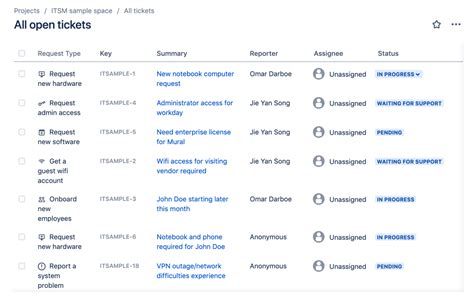 Projects / ITSM sample space / All tickets
All open tickets
Request Type Key Summary Reporter Assignee Status
Request new hardware ITSAMPLE-1 New notebook computer request Omar Darboe Unassigned IN PROGRESS
Request admin access ITSAMPLE-4 Administrator access for workday Jie Yan Song Unassigned WAITING FOR SUPPORT
Request new software ITSAMPLE-5 Need enterprise license for Mural Jie Yan Song Unassigned PENDING
Get a guest wifi account ITSAMPLE-2 Wifi access for visiting vendor required Jie Yan Song Unassigned WAITING FOR SUPPORT
Onboard new employees ITSAMPLE-3 John Doe starting later this month Omar Darboe Unassigned IN PROGRESS
Request new hardware ITSAMPLE-6 Notebook and phone required for John Doe Anonymous Unassigned IN PROGRESS
Report a system problem ITSAMPLE-18 VPN outage/network difficulties experience Anonymous Unassigned PENDING